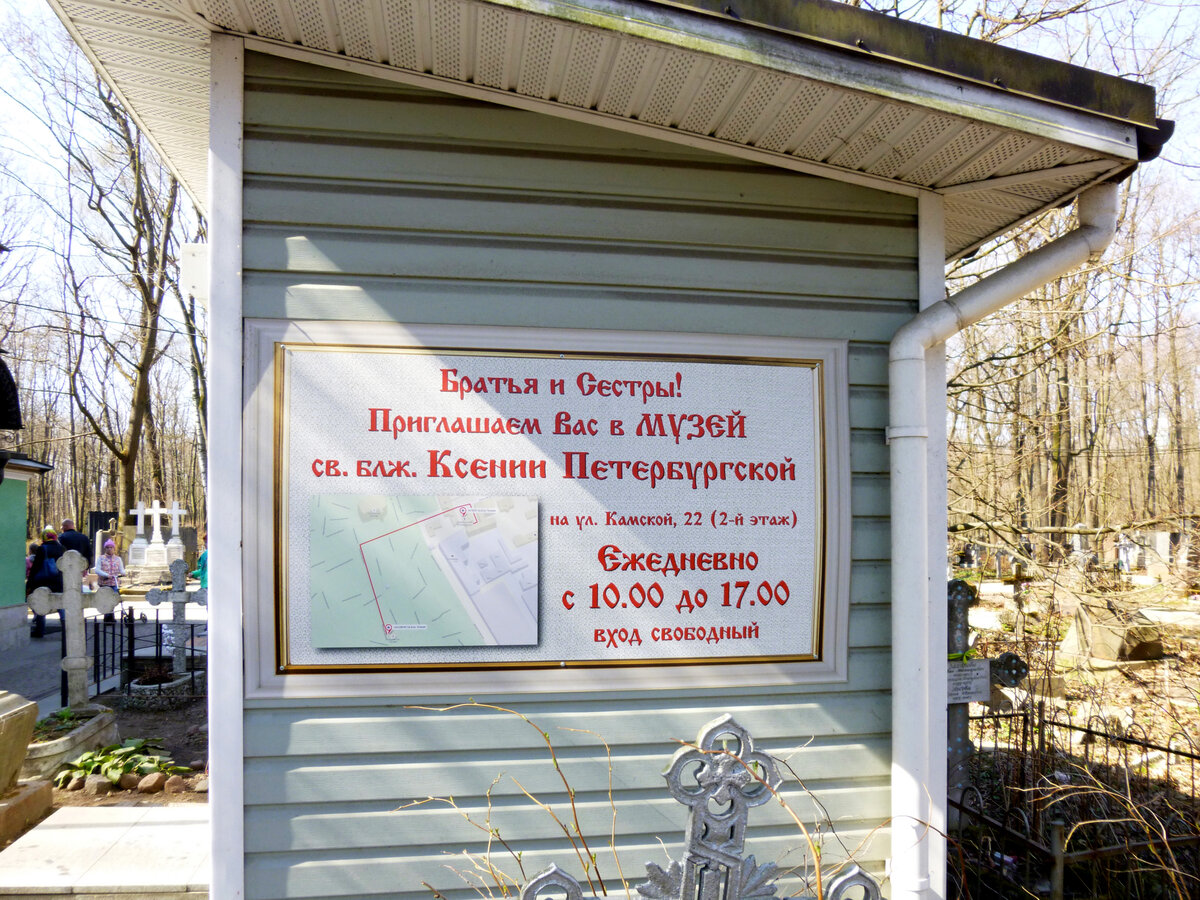 Братья и Сестры!
Приглашаем Вас в МУЗЕЙ
св. блж. Ксении Петербургской
на ул. Камской, 22 (2-й этаж)
Ежедневно
с 10.00 до 17.00
вход свободный